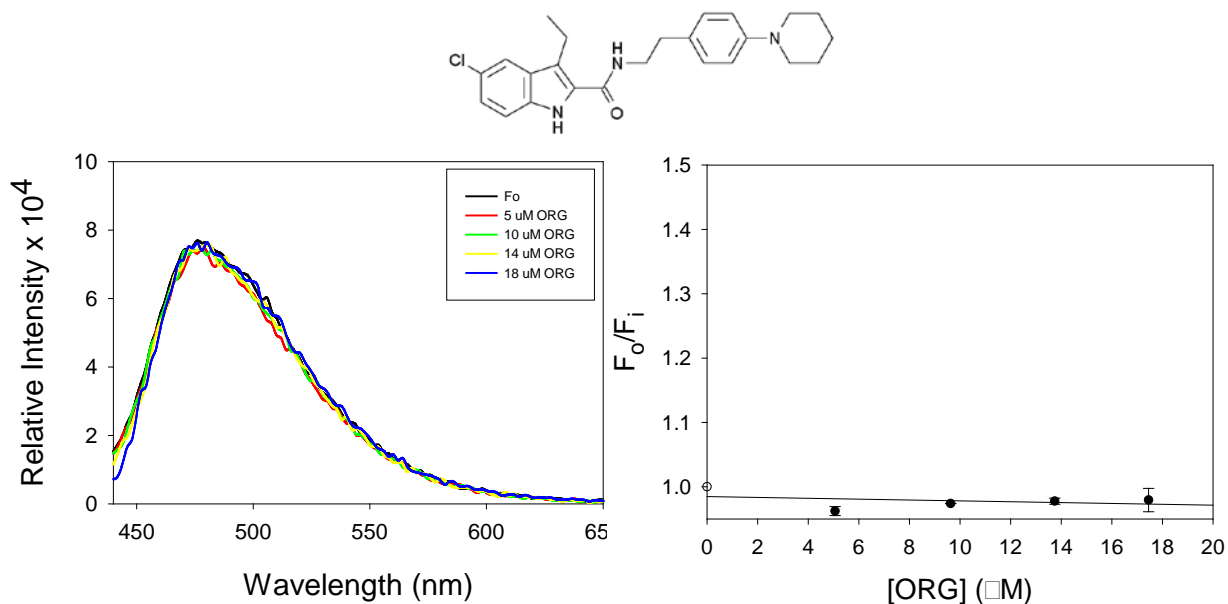 Cl
N
H
O
H
N
N
10
8
6
4
2
0
Relative Intensity x 10⁴
450 500 550 600 65
Wavelength (nm)
Fo
5 uM ORG
10 uM ORG
14 uM ORG
18 uM ORG
1.5
1.4
1.3
1.2
1.1
1.0
Fo/Fi
0 2 4 6 8 10 12 14 16 18 20
[ORG] (□M)